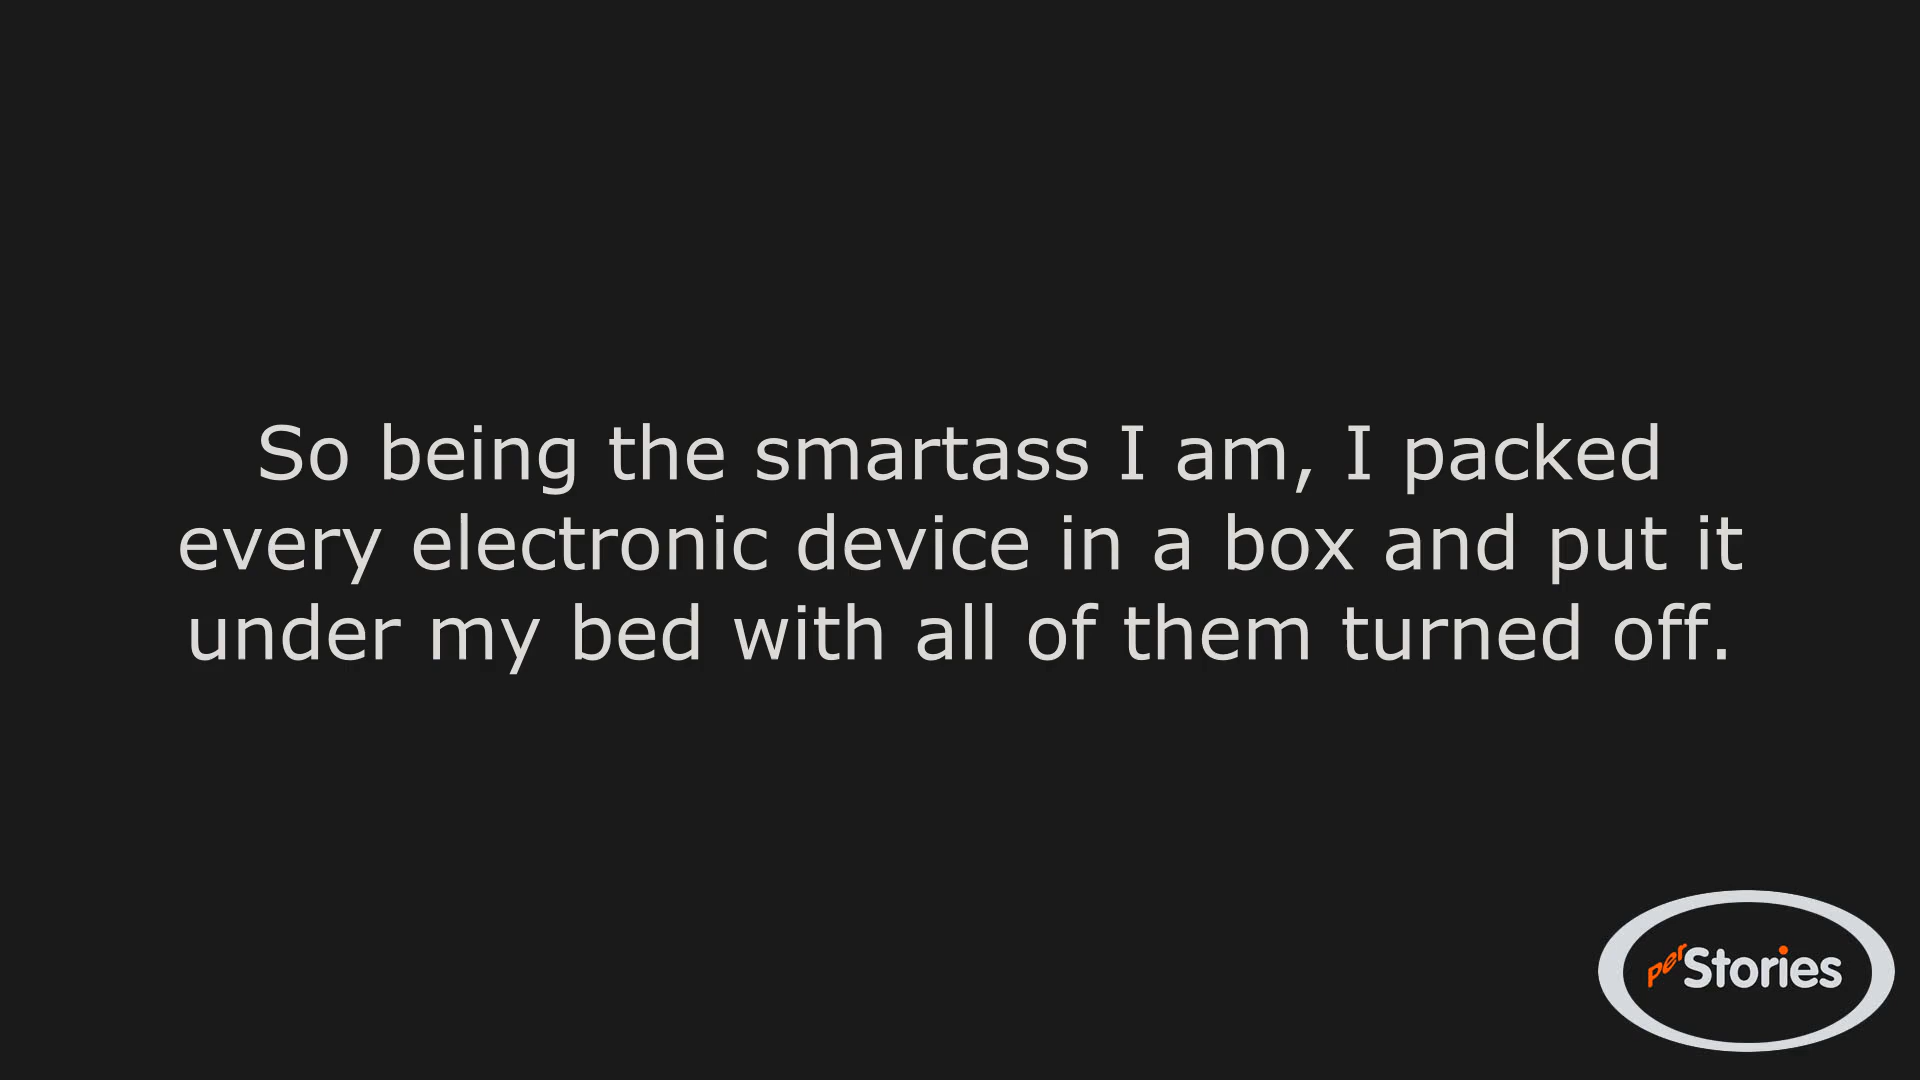 So being the smartass I am, I packed
every electronic device in a box and put it
under my bed with all of them turned off.
perStories